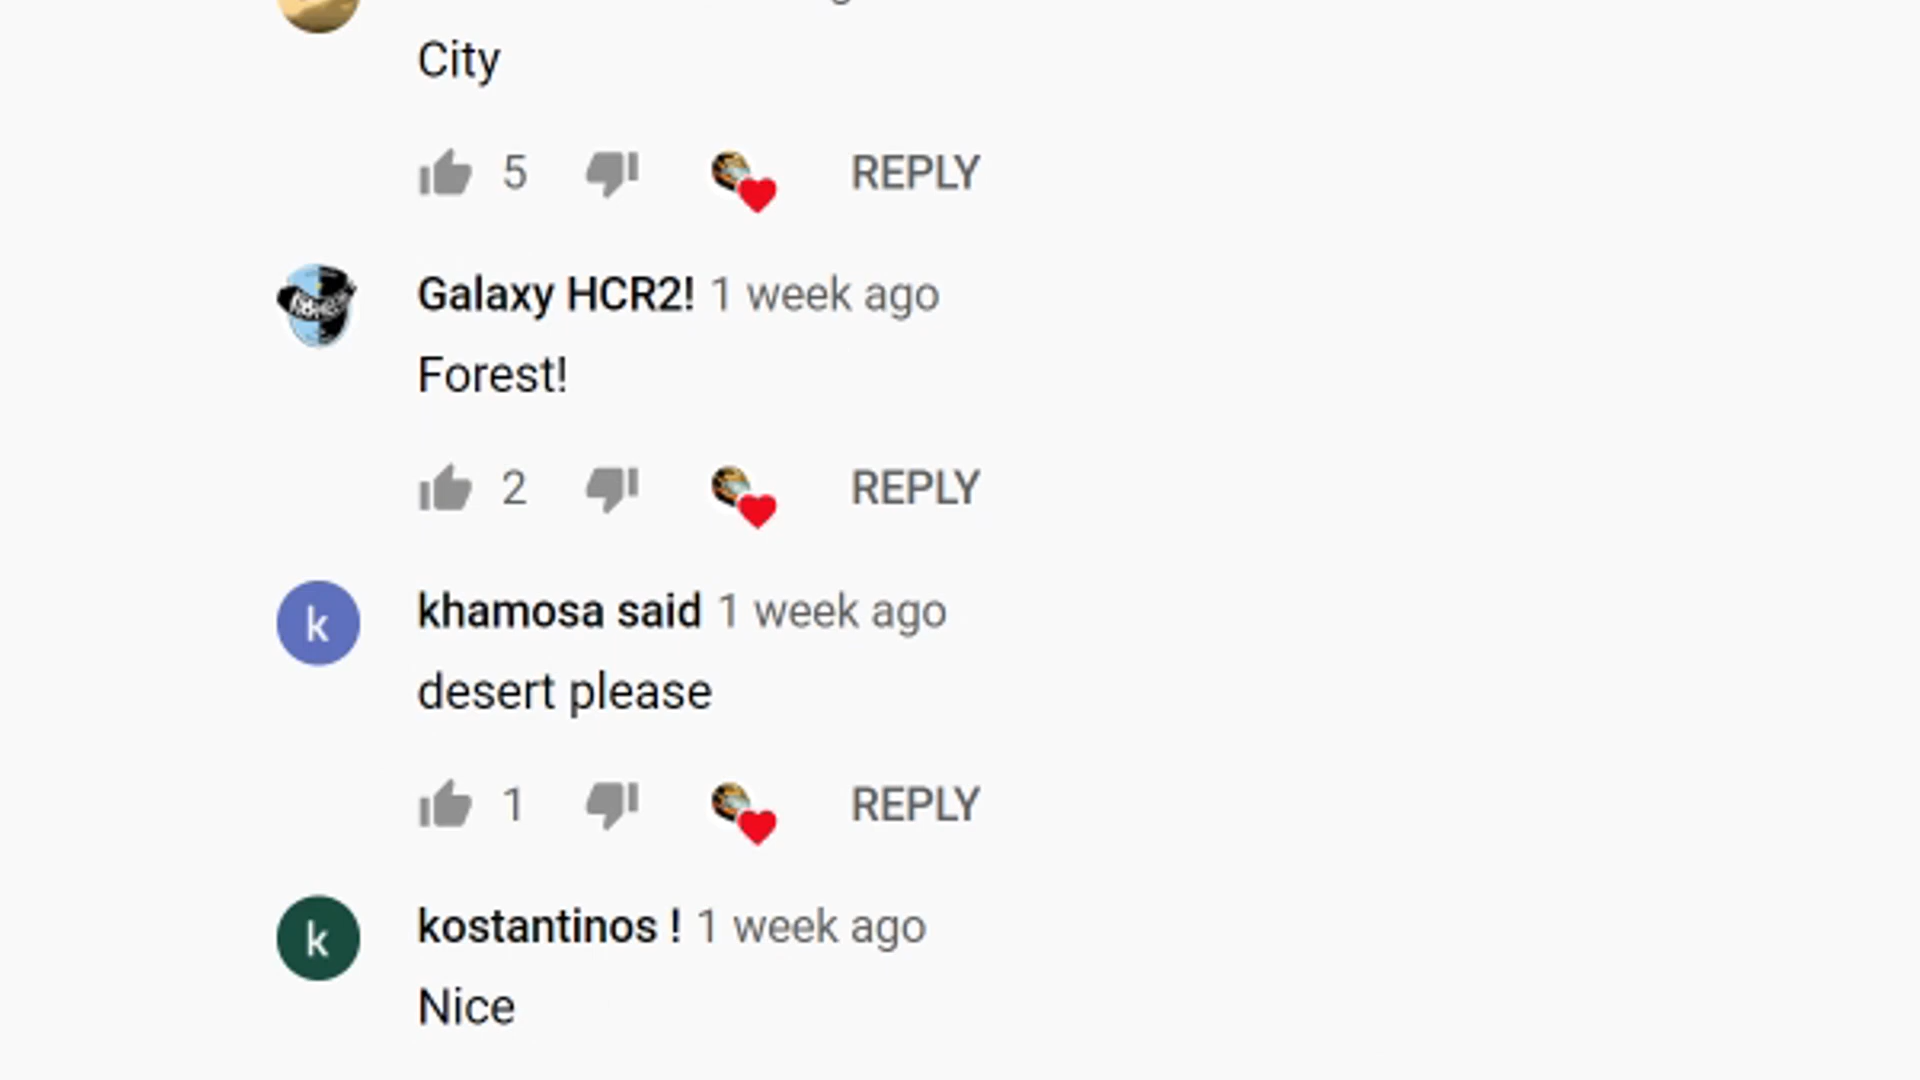 City
5 REPLY
Galaxy HCR2! 1 week ago
Forest!
2 REPLY
k
khamosa said 1 week ago
desert please
1 REPLY
k
kostantinos ! 1 week ago
Nice